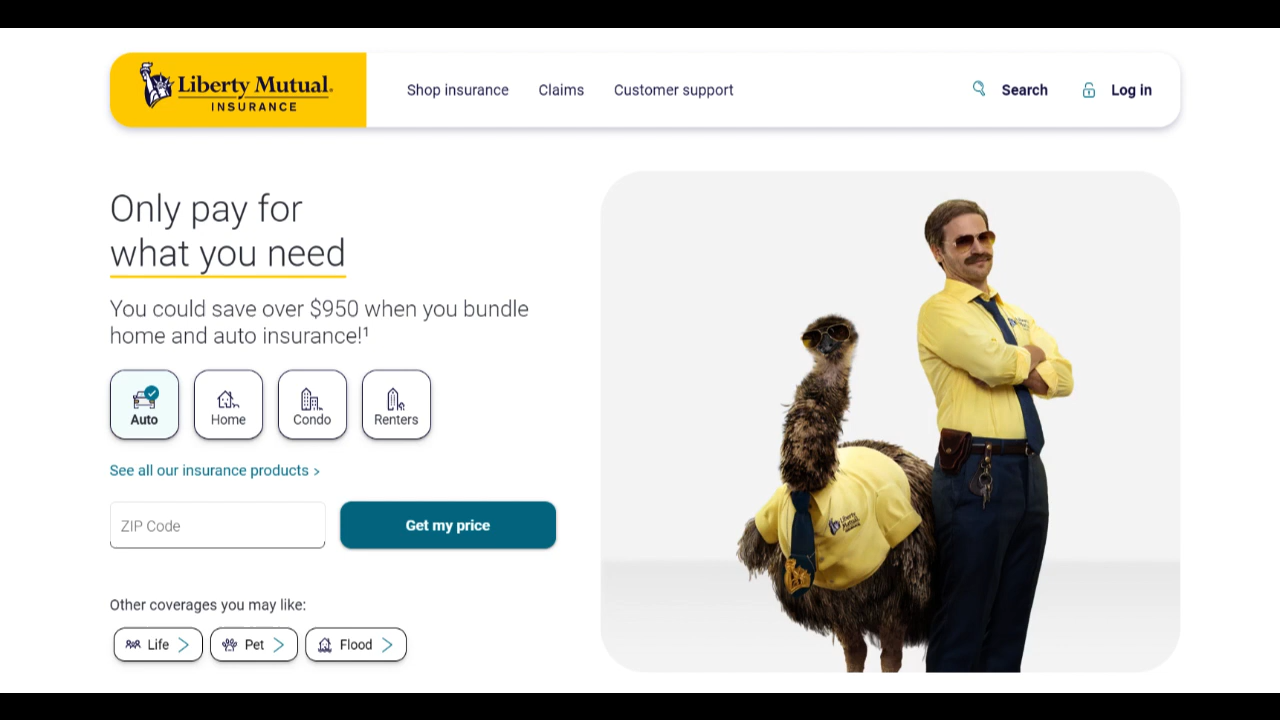 Liberty Mutual.
INSURANCE
Shop insurance
Claims
Customer support
Search
Log in
Only pay for
what you need
You could save over $950 when you bundle
home and auto insurance!¹
Auto
Home
Condo
Renters
See all our insurance products >
ZIP Code
Get my price
Other coverages you may like:
Life
Pet
Flood
Liberty
Mutual.